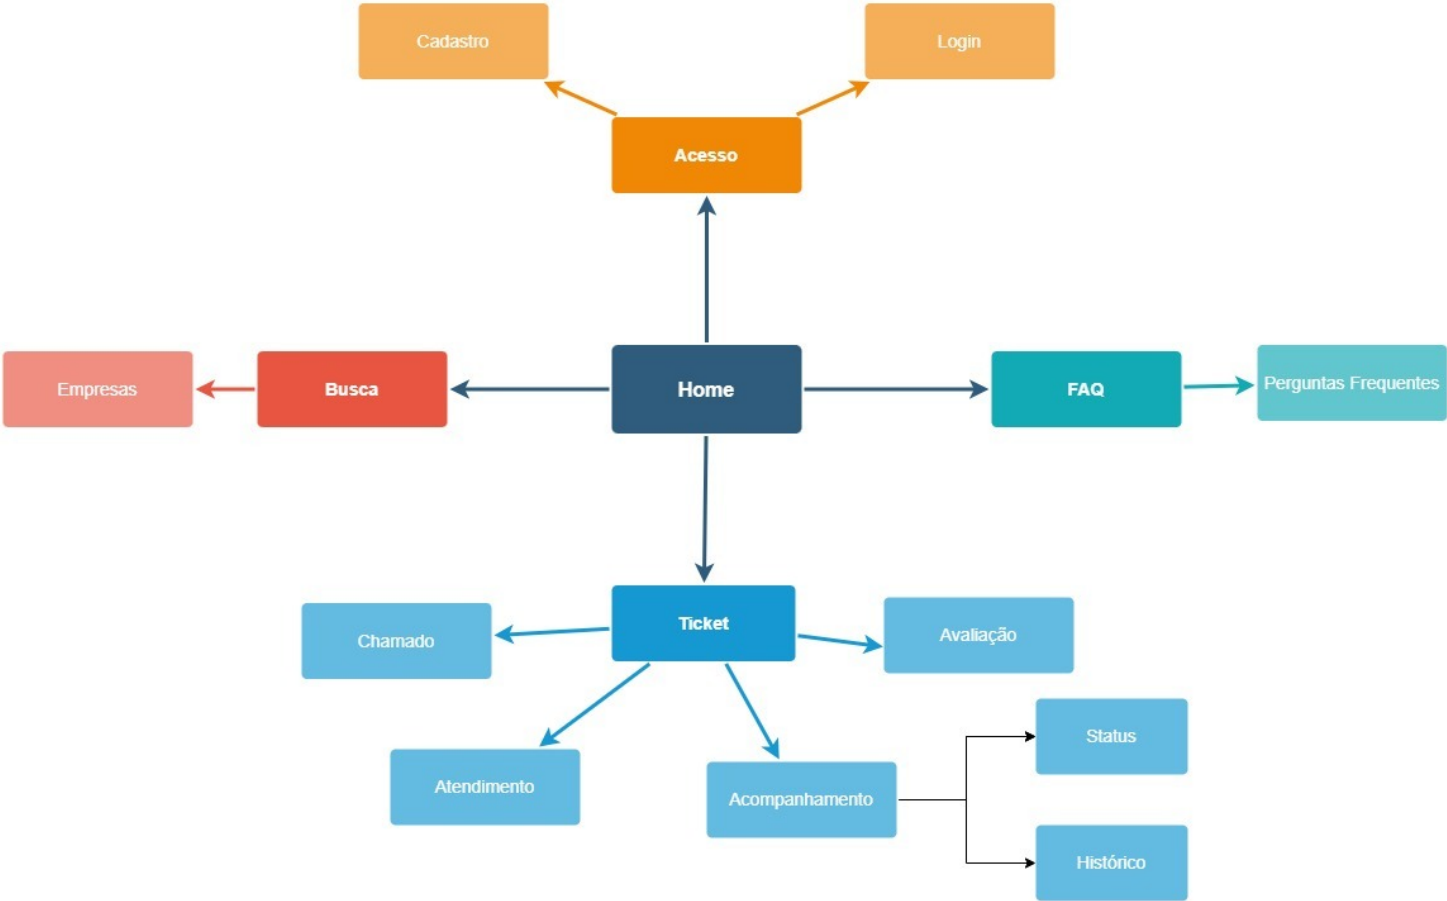 Cadastro
Login
Acesso
Empresas
Busca
Home
FAQ
Perguntas Frequentes
Chamado
Ticket
Avaliação
Atendimento
Acompanhamento
Status
Histórico